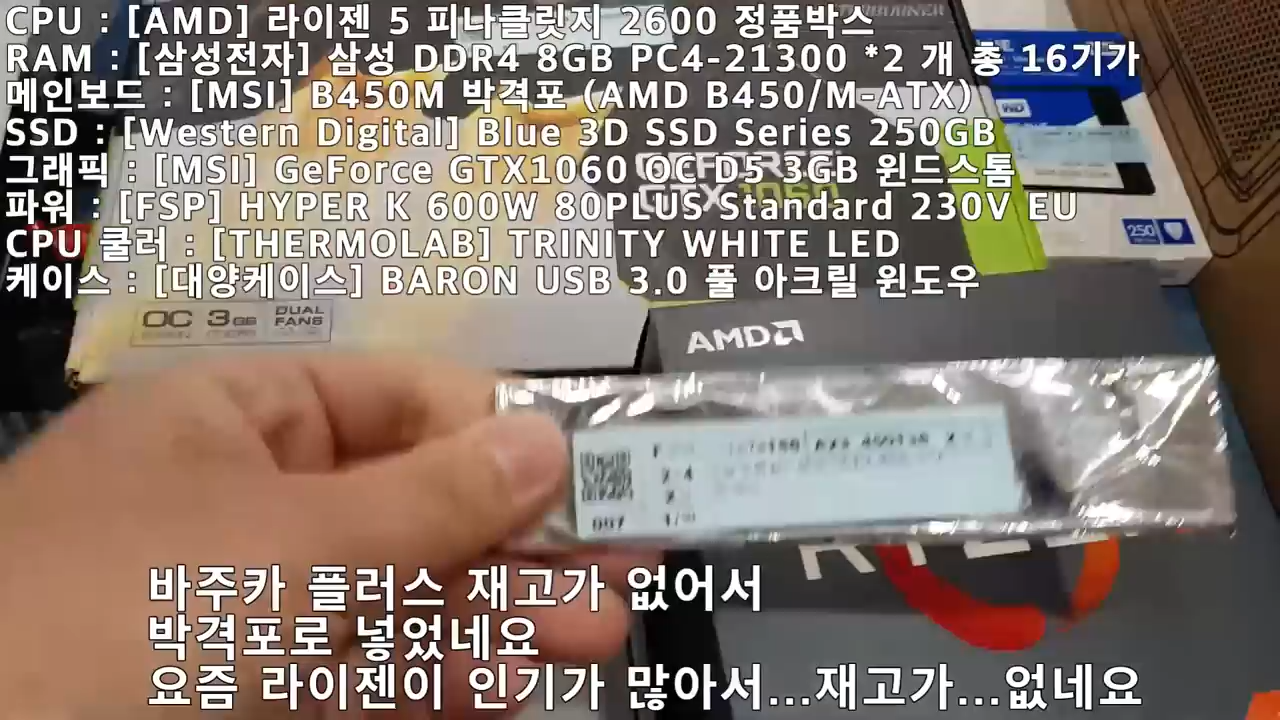 CPU : [AMD] 라이젠 5 피나클릿지 2600 정품박스
RAM : [삼성전자] 삼성 DDR4 8GB PC4-21300 *2 개 총 16기가
메인보드 : [MSI] B450M 박격포 (AMD B450/M-ATX)
SSD : [Western Digital] Blue 3D SSD Series 250GB
그래픽 : [MSI] GeForce GTX1060 OC D5 3GB 윈드스톰
파워 : [FSP] HYPER K 600W 80PLUS Standard 230V EU
CPU 쿨러 : [THERMOLAB] TRINITY WHITE LED
케이스 : [대양케이스] BARON USB 3.0 풀 아크릴 윈도우
WD
GEFORCE
GTX 1060
250
OC 3GB DUAL FANS
AMD
007
RYZEN
바주카 플러스 재고가 없어서
박격포로 넣었네요
요즘 라이젠이 인기가 많아서...재고가...없네요